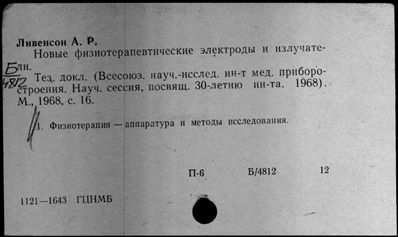 Ливенсон А. Р.
Новые физиотерапевтические электроды и излучате-
ли.
Б
4812
Тез. докл. (Всесоюз. науч.-исслед. ин-т мед. приборо-
строения. Науч. сессия, посвящ. 30-летию ин-та. 1968).
М., 1968, с. 16.
1. Физиотерапия — аппаратура и методы исследования.
П-6 Б/4812 12
1121—1643 ГЦНМБ